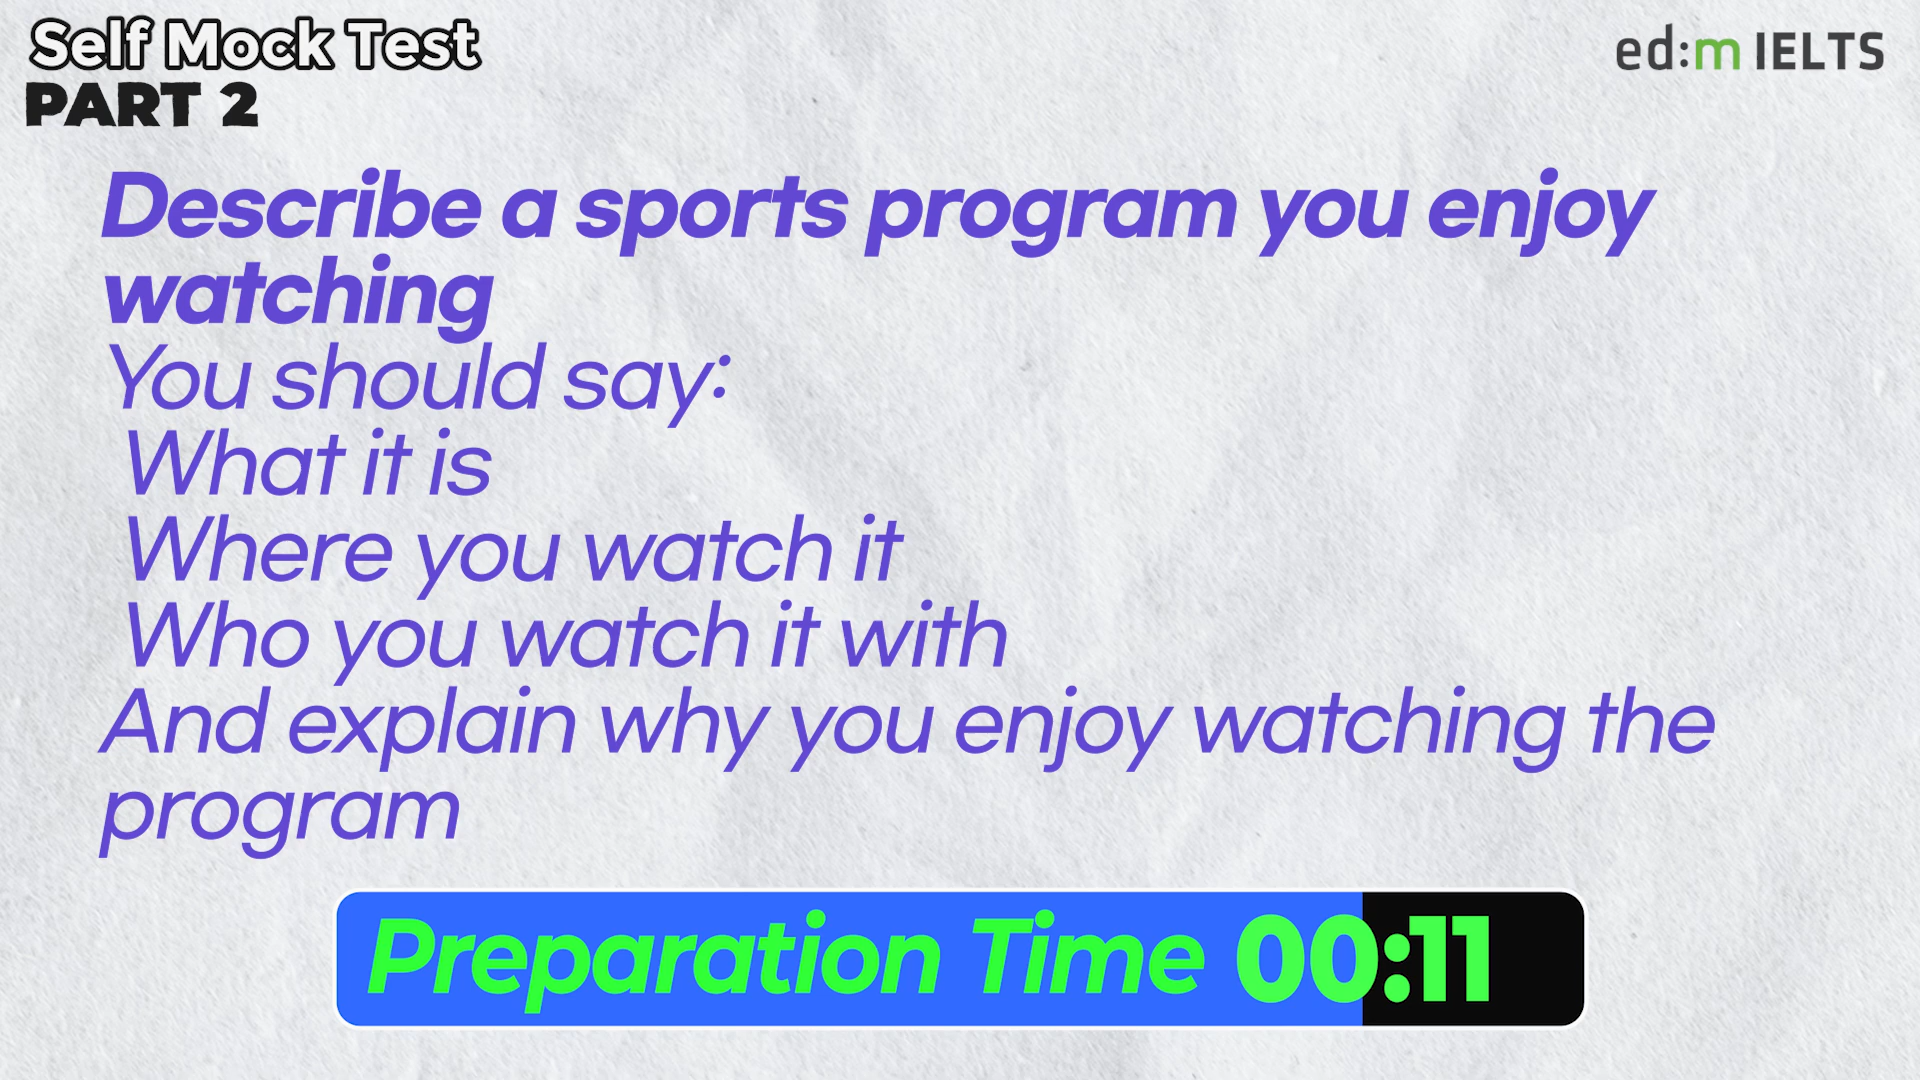 Self Mock Test
ed:m IELTS
PART 2
Describe a sports program you enjoy
watching
You should say:
What it is
Where you watch it
Who you watch it with
And explain why you enjoy watching the
program
Preparation Time 00:11